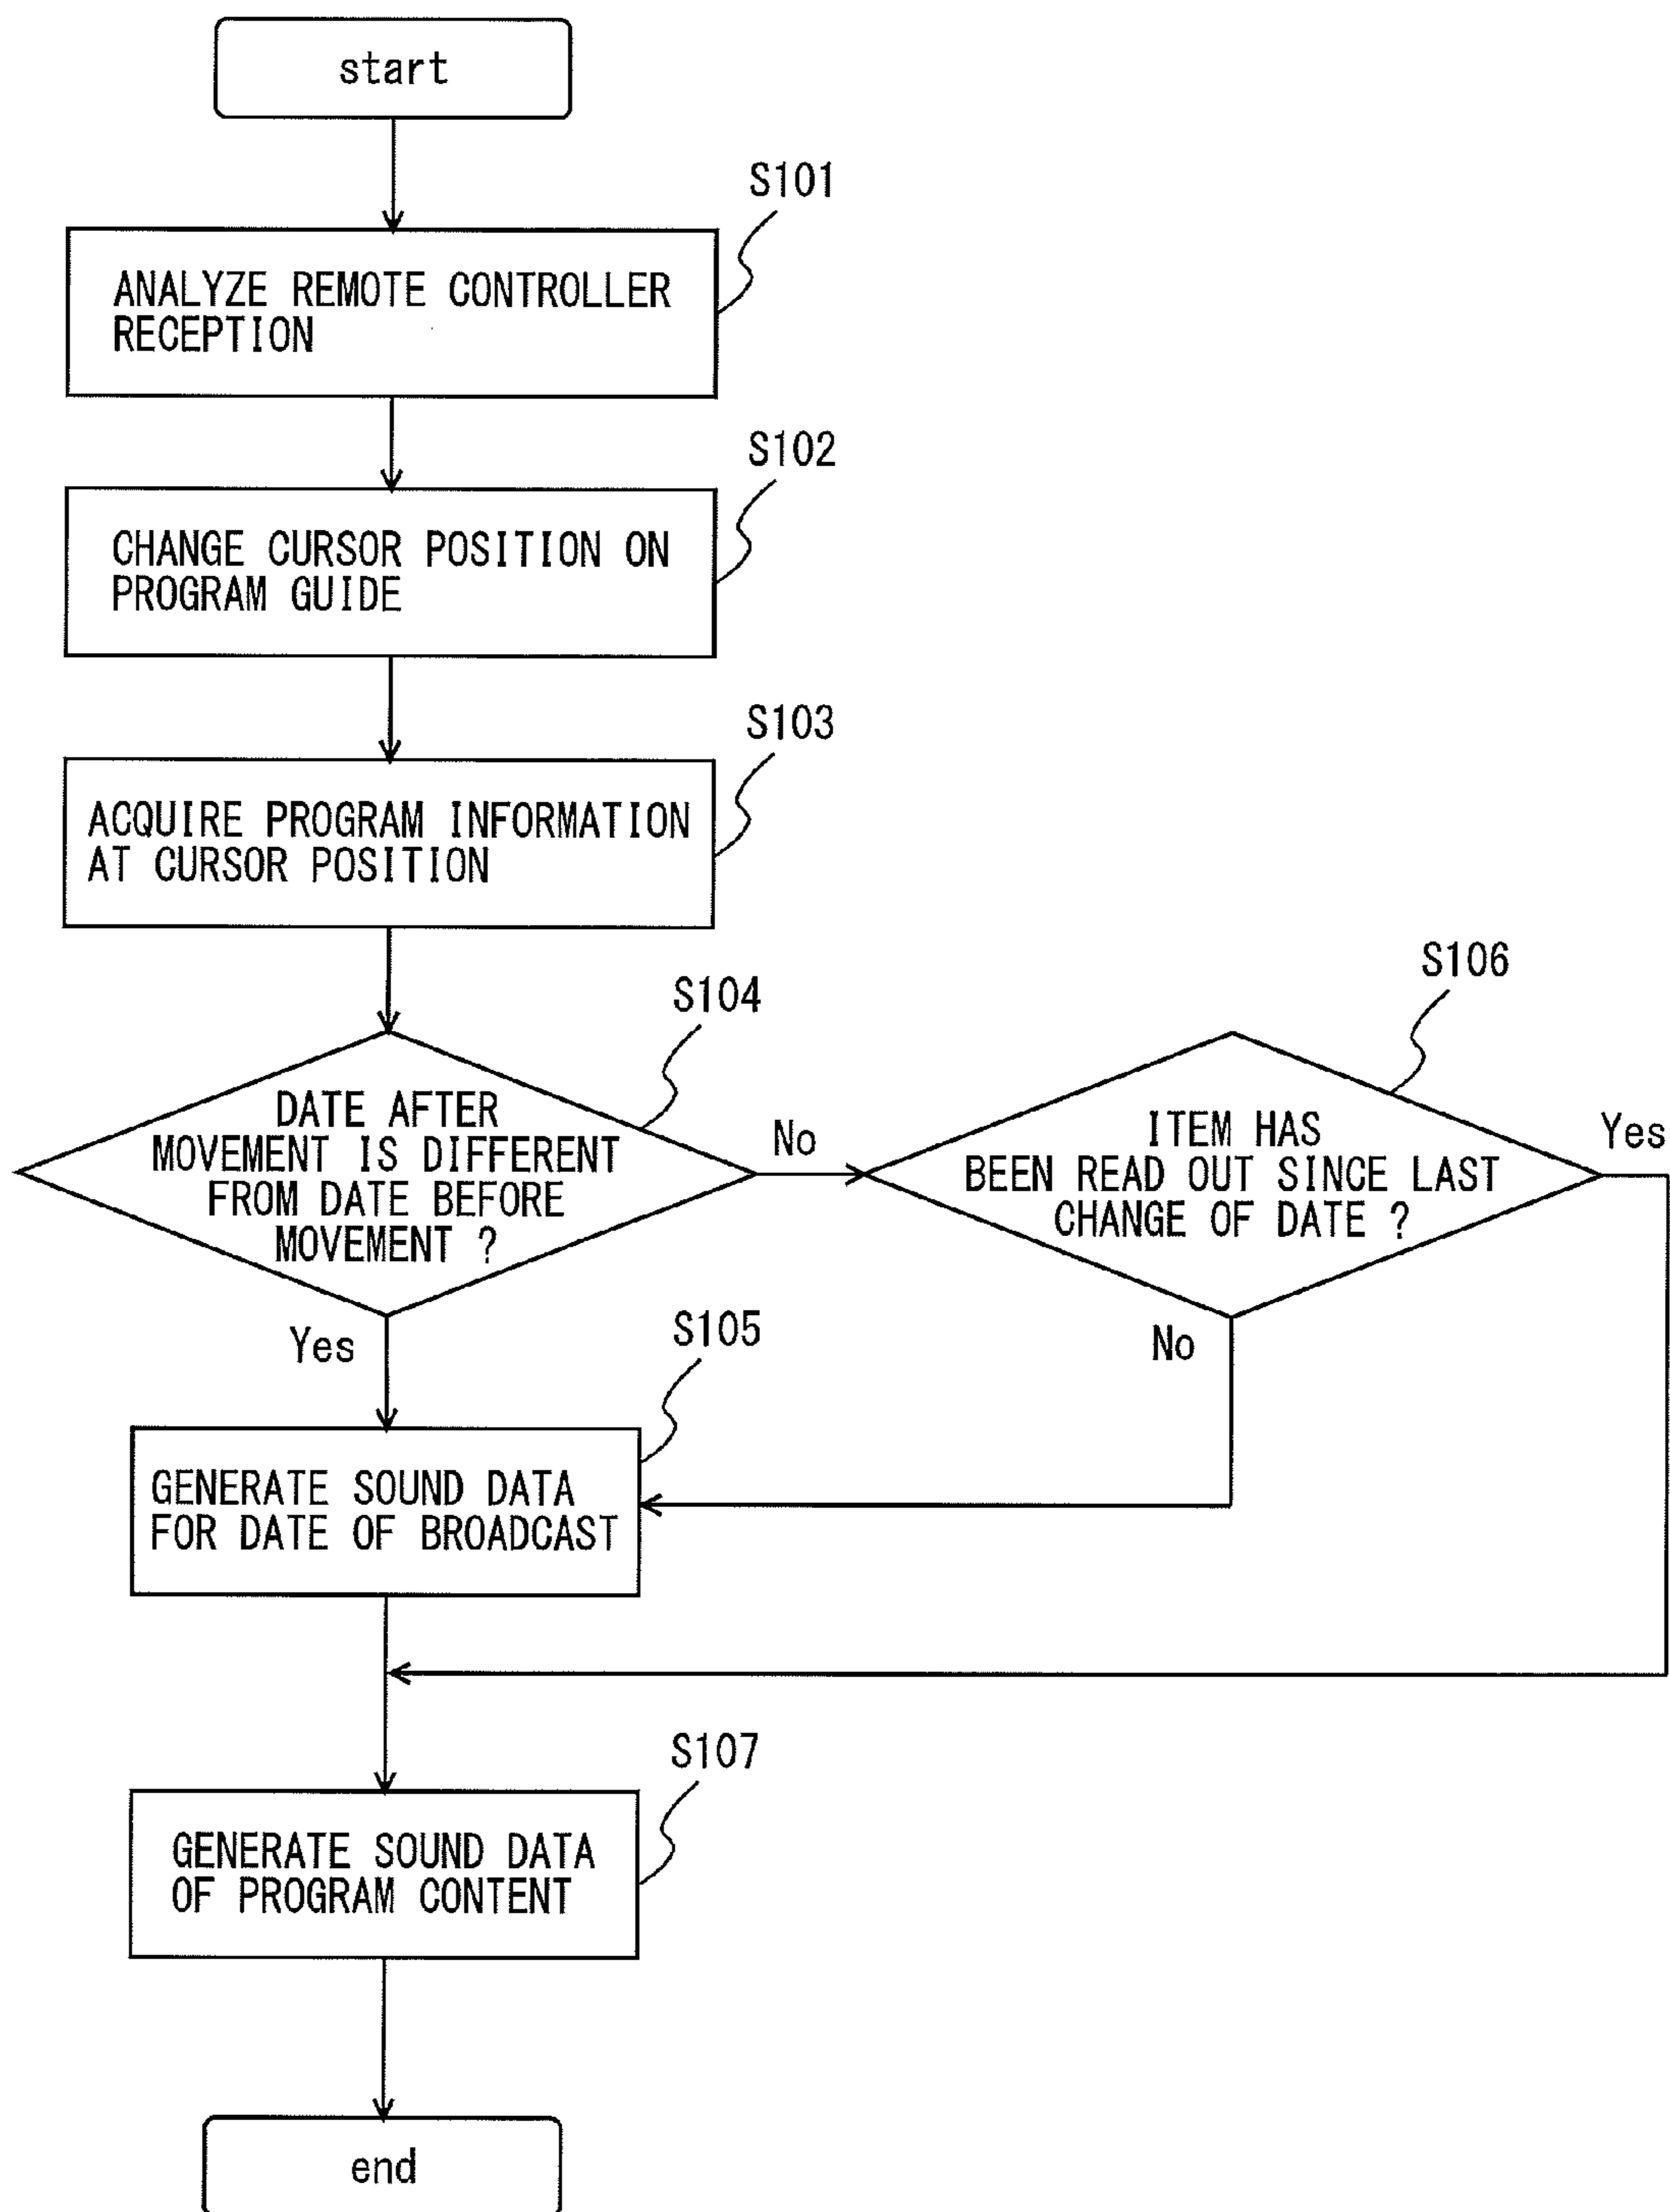 start
S101
ANALYZE REMOTE CONTROLLER
RECEPTION
S102
CHANGE CURSOR POSITION ON
PROGRAM GUIDE
S103
ACQUIRE PROGRAM INFORMATION
AT CURSOR POSITION
S104
DATE AFTER
MOVEMENT IS DIFFERENT
FROM DATE BEFORE
MOVEMENT ?
No
S106
ITEM HAS
BEEN READ OUT SINCE LAST
CHANGE OF DATE ?
Yes
Yes
No
S105
GENERATE SOUND DATA
FOR DATE OF BROADCAST
S107
GENERATE SOUND DATA
OF PROGRAM CONTENT
end